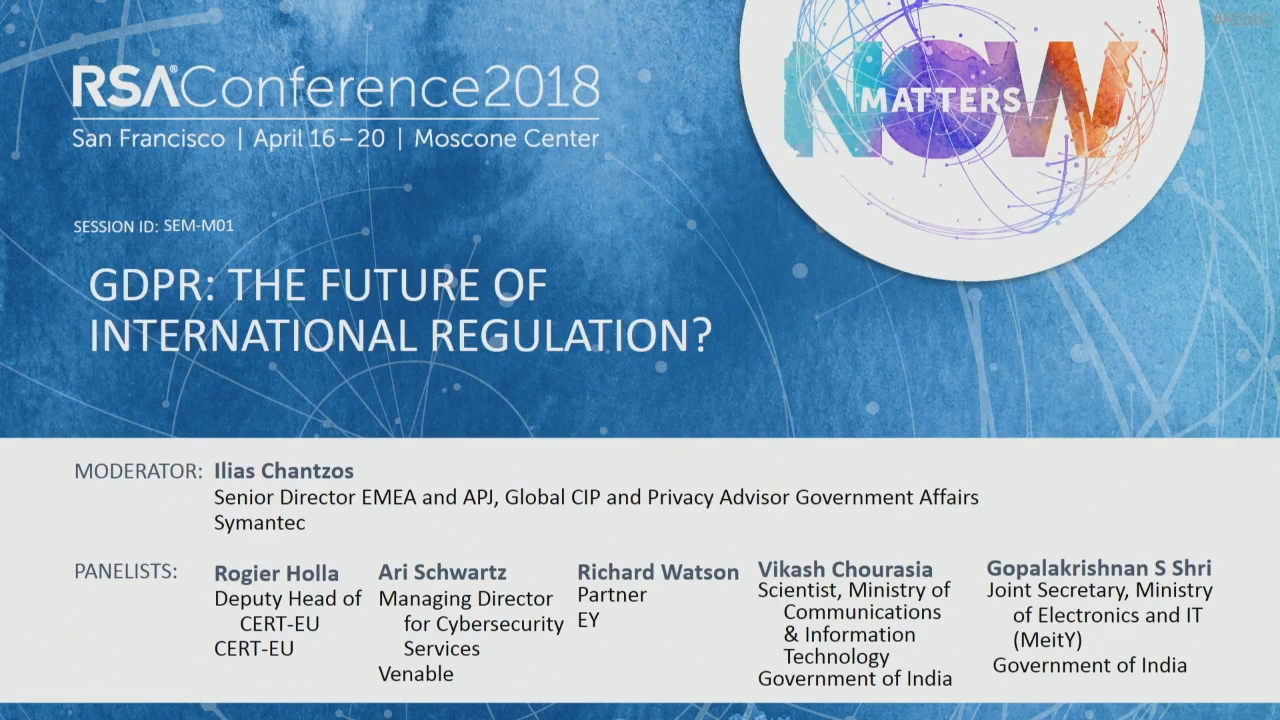 #RSAC
RSAConference2018
San Francisco | April 16–20 | Moscone Center
NOW
MATTERS
SESSION ID: SEM-M01
GDPR: THE FUTURE OF
INTERNATIONAL REGULATION?
MODERATOR: Ilias Chantzos
Senior Director EMEA and APJ, Global CIP and Privacy Advisor Government Affairs
Symantec
PANELISTS:
Rogier Holla
Deputy Head of
CERT-EU
CERT-EU
Ari Schwartz
Managing Director
for Cybersecurity
Services
Venable
Richard Watson
Partner
EY
Vikash Chourasia
Scientist, Ministry of
Communications
& Information
Technology
Government of India
Gopalakrishnan S Shri
Joint Secretary, Ministry
of Electronics and IT
(MeitY)
Government of India